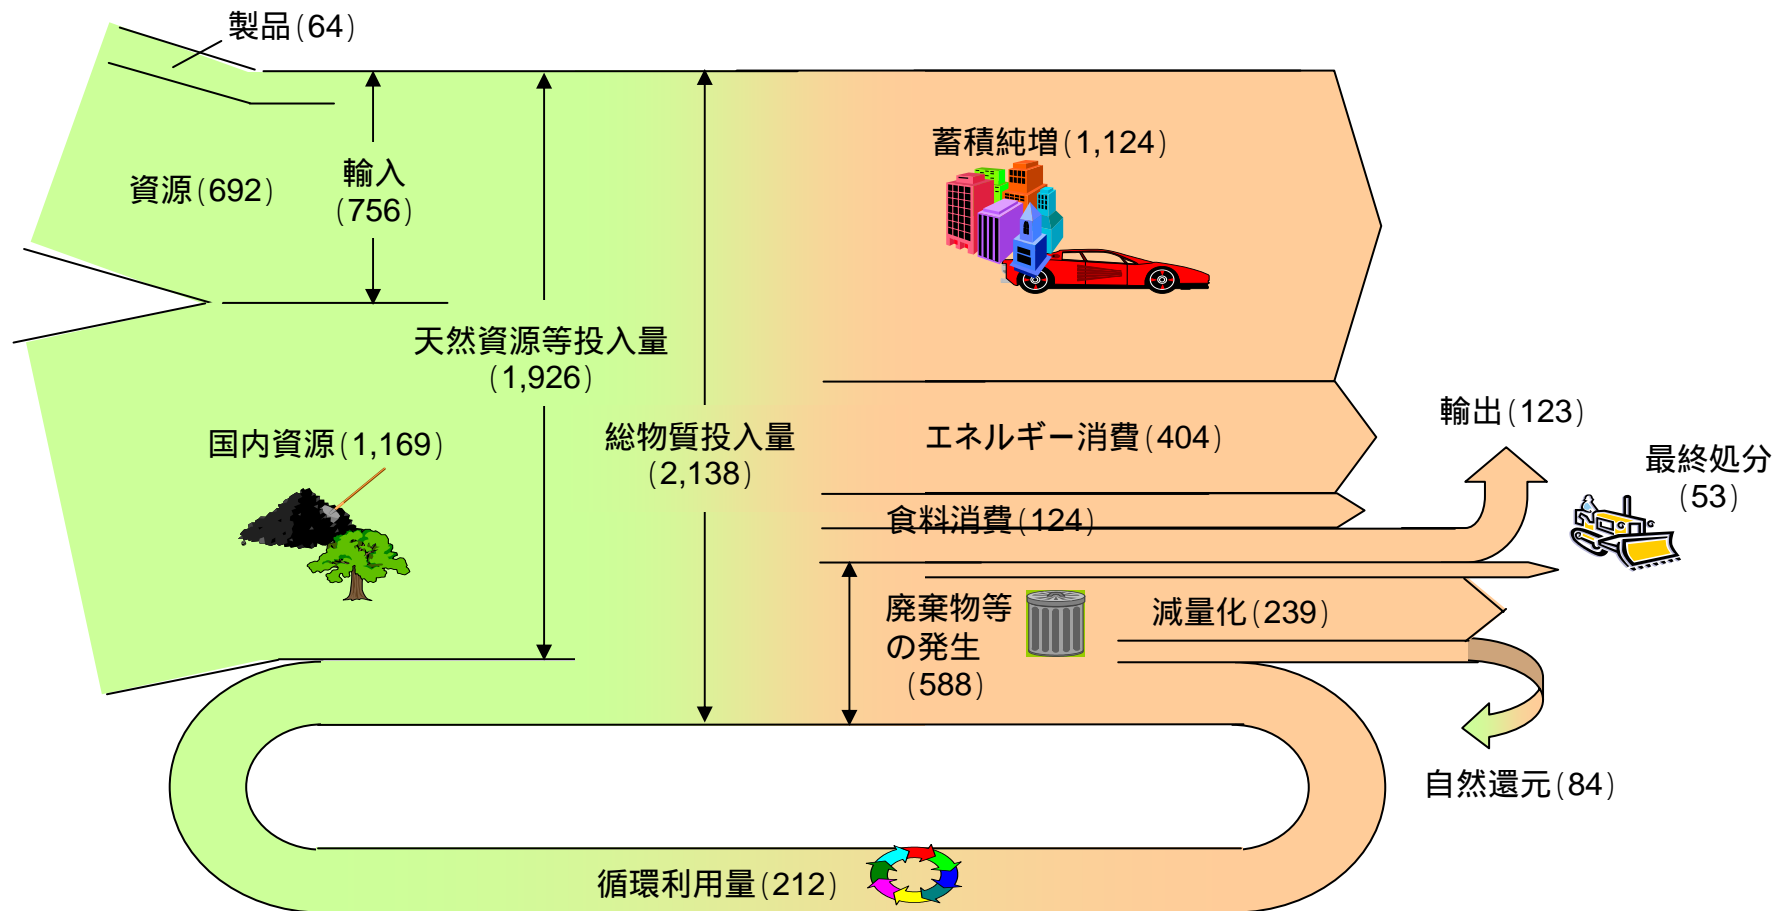 製品(64)
資源(692)
輸入
(756)
蓄積純増(1,124)
天然資源等投入量
(1,926)
国内資源(1,169)
総物質投入量
(2,138)
エネルギー消費(404)
輸出(123)
最終処分
(53)
食料消費(124)
廃棄物等
の発生
(588)
減量化(239)
自然還元(84)
循環利用量(212)